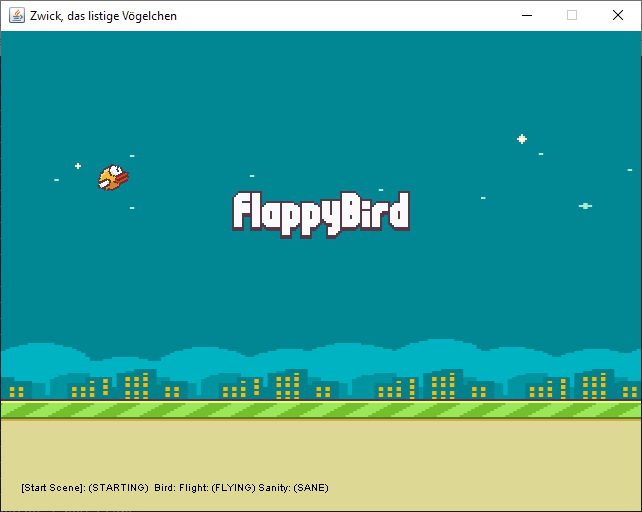 Zwick, das listige Vögelchen
FlappyBird
[Start Scene]: (STARTING) Bird: Flight: (FLYING) Sanity: (SANE)